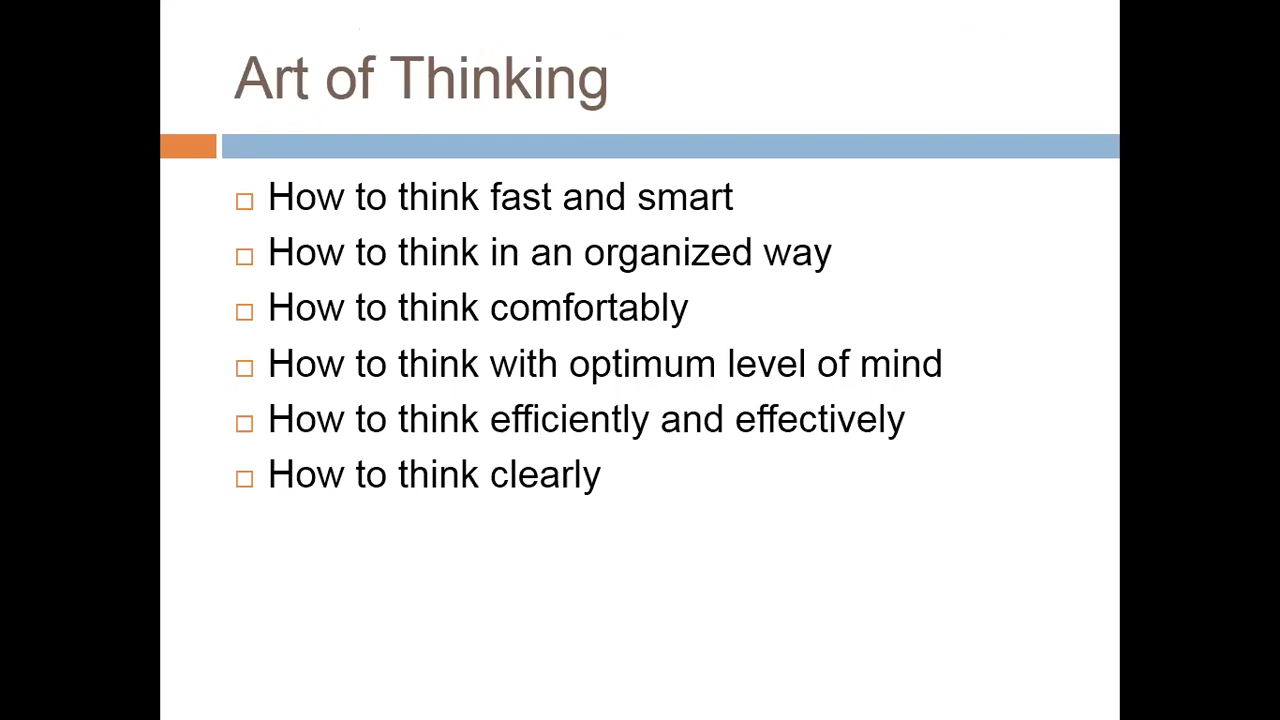 Art of Thinking
How to think fast and smart
How to think in an organized way
How to think comfortably
How to think with optimum level of mind
How to think efficiently and effectively
How to think clearly